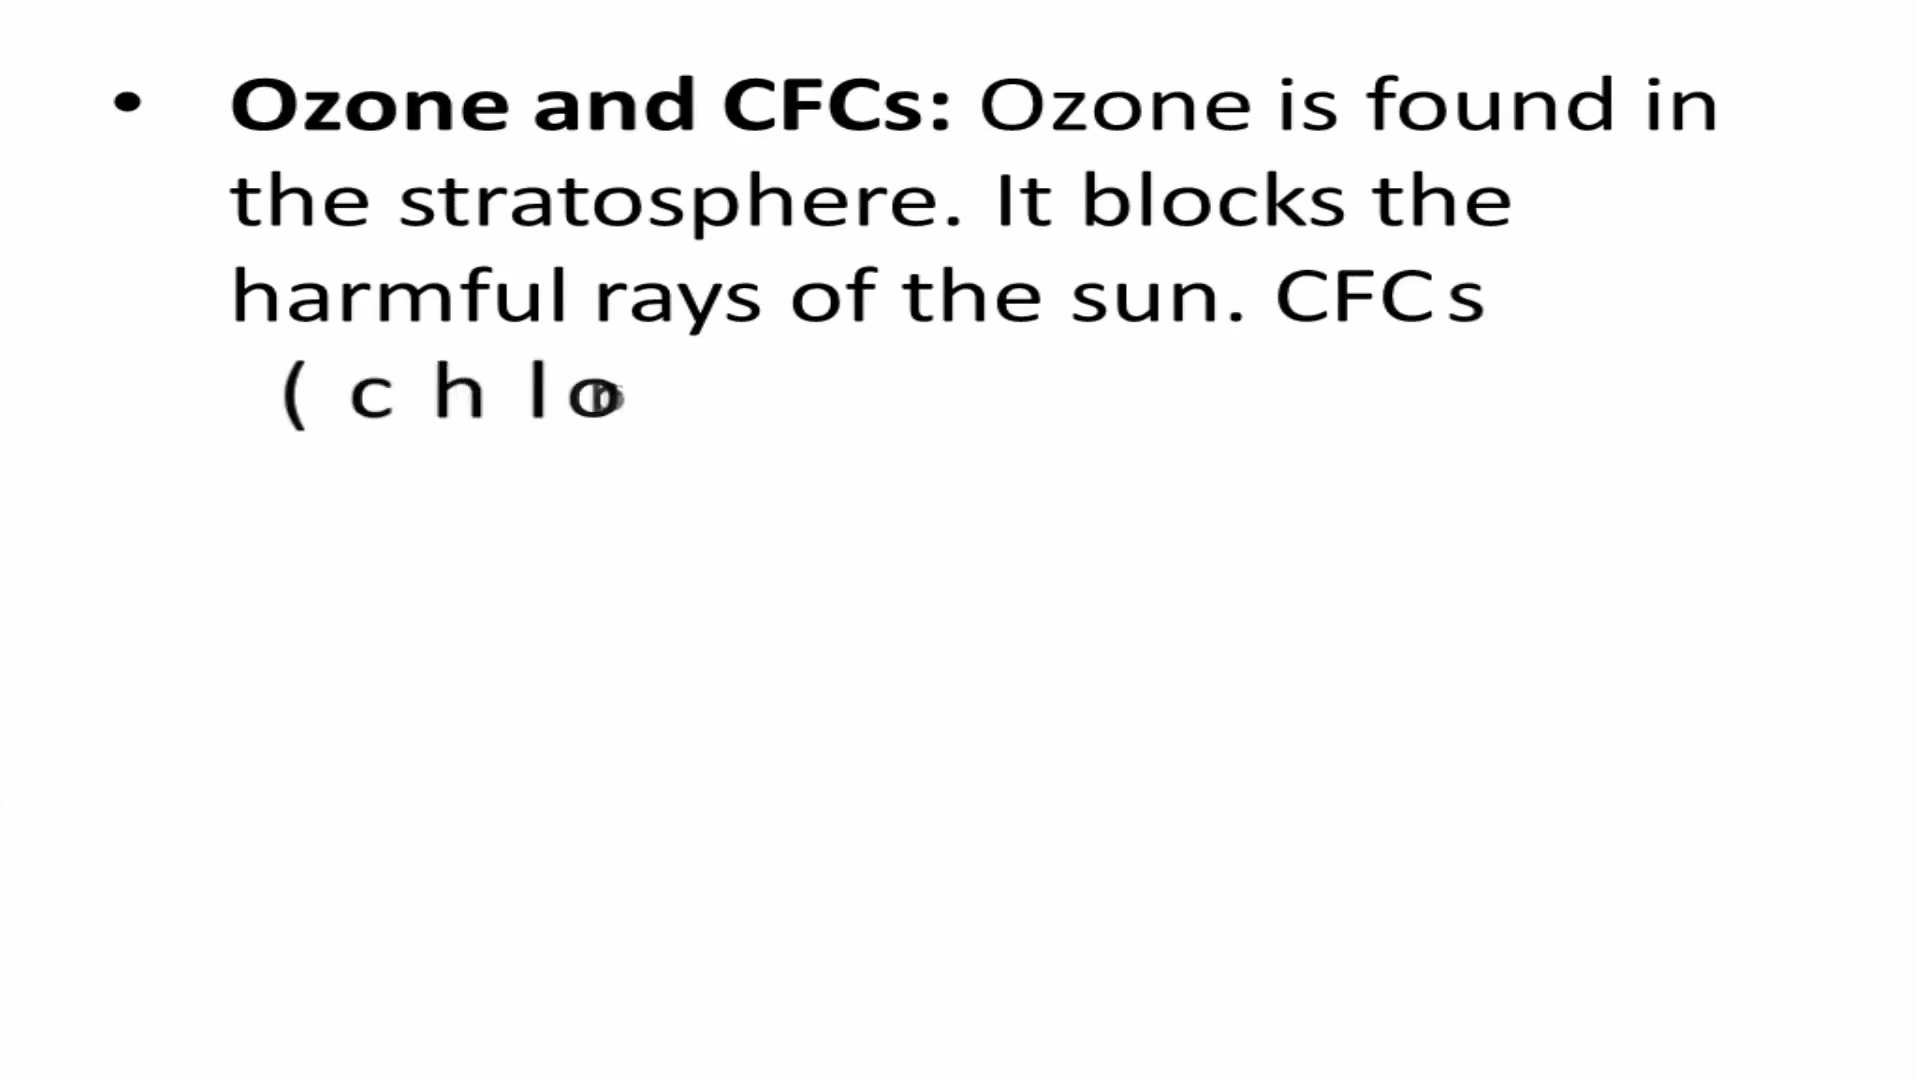 • Ozone and CFCs: Ozone is found in
the stratosphere. It blocks the
harmful rays of the sun. CFCs
( c h l o